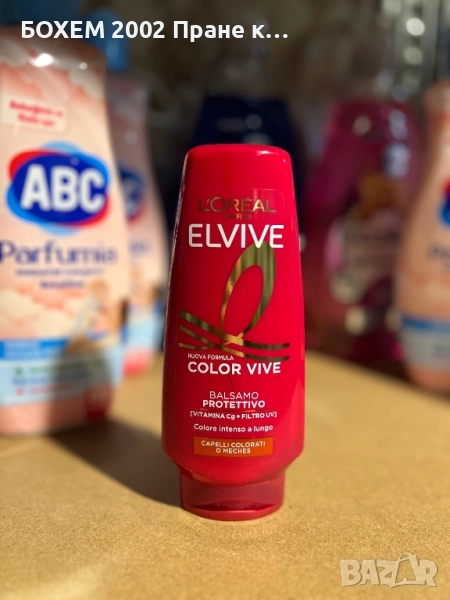 БОХЕМ 2002 Пране к…
ABC
Parfumia
L'ORÉAL
PARIS
ELVIVE
NUOVA FORMULA
COLOR VIVE
BALSAMO
PROTETTIVO
[VITAMINA Cg + FILTRO UV]
Colore intenso a lungo
CAPELLI COLORATI
O MECHES
BAZAR